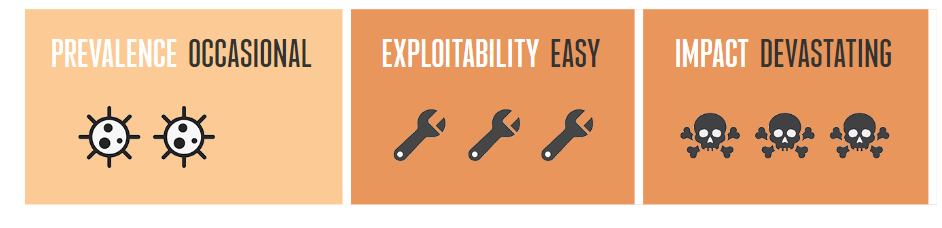 PREVALENCE OCCASIONAL
EXPLOITABILITY EASY
IMPACT DEVASTATING